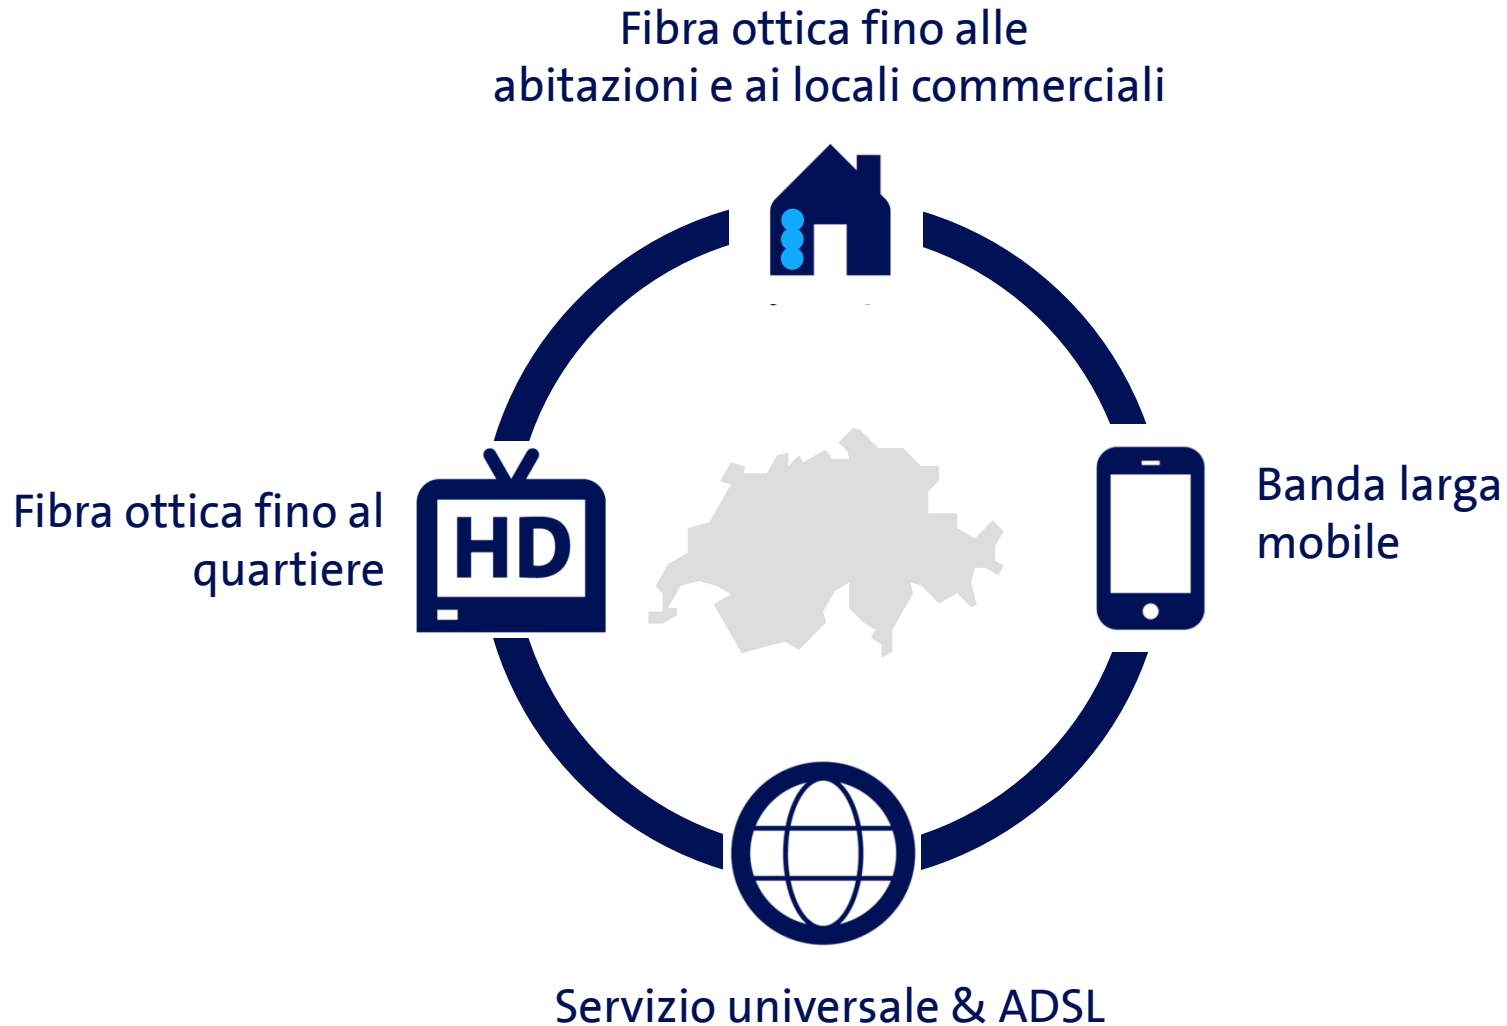 Fibra ottica fino alle
abitazioni e ai locali commerciali
Fibra ottica fino al
quartiere
HD
Banda larga
mobile
Servizio universale & ADSL